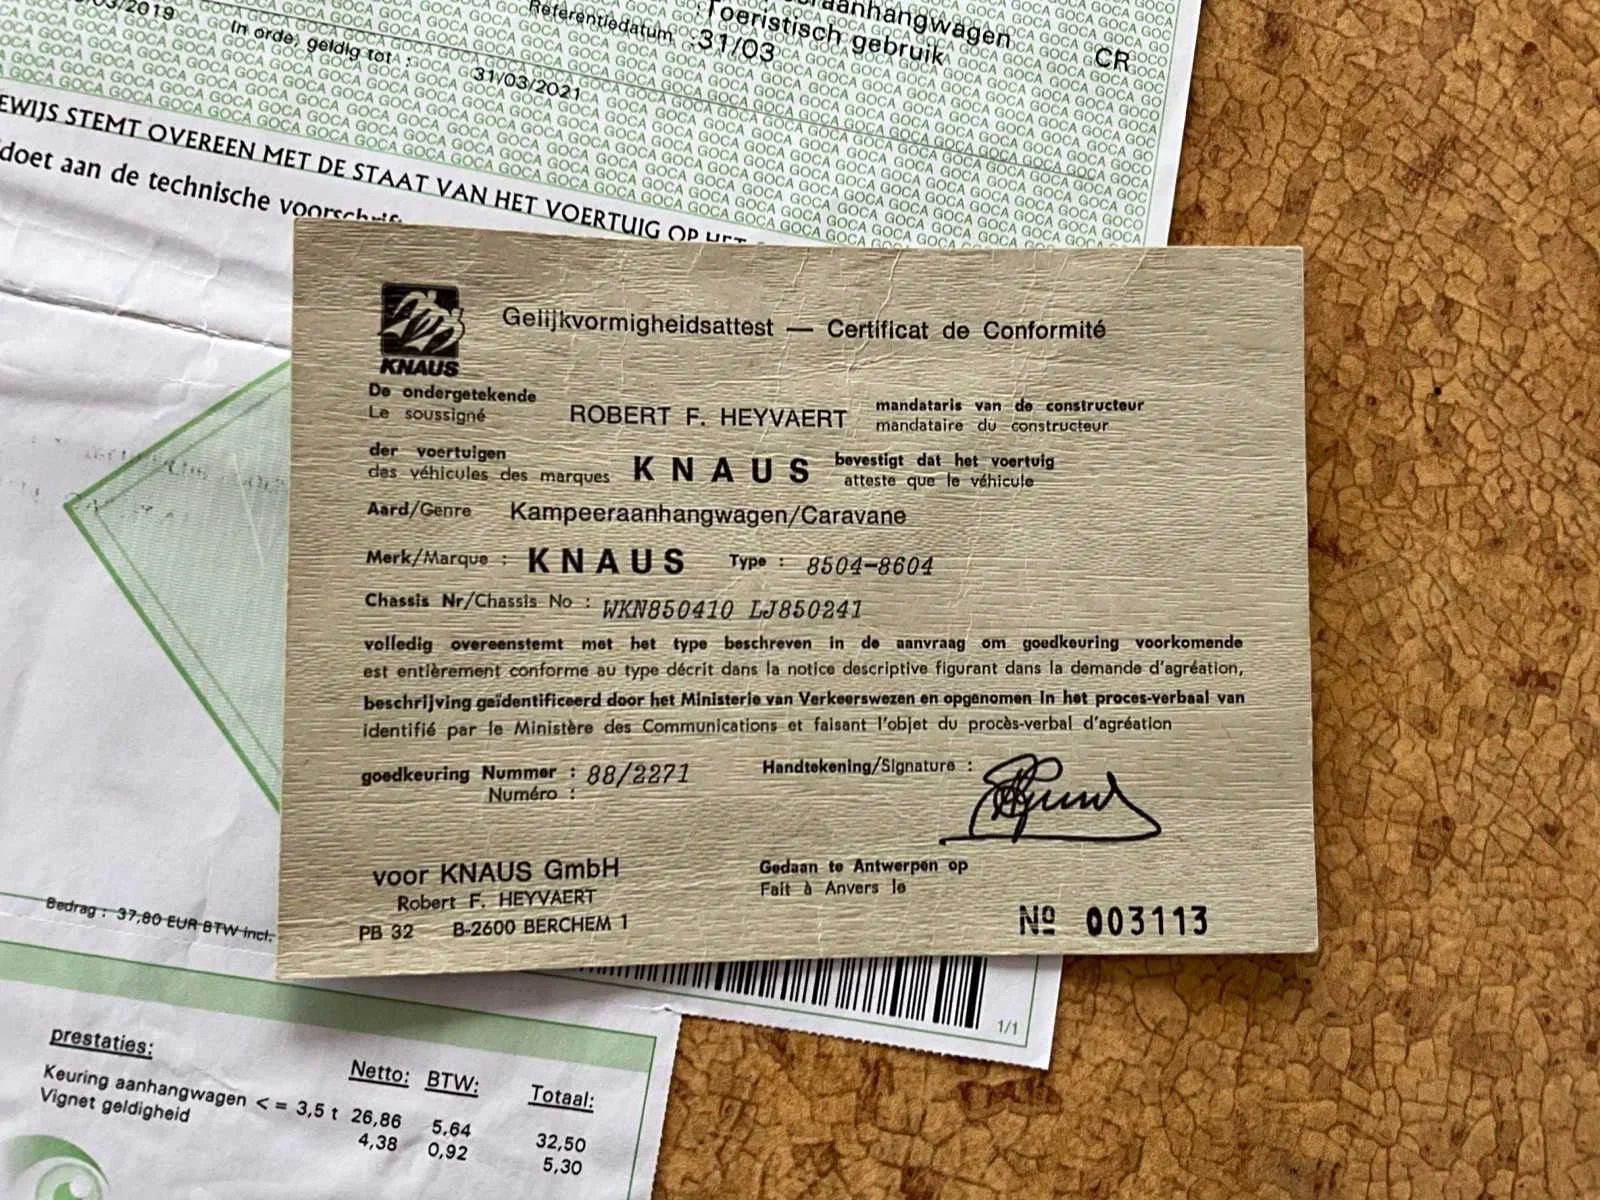 03/2019
In orde, geldig tot :
31/03/2021
Referentiedatum :31/03
Toeristisch gebruik
CR
GOCA GOCA GOCA GOCA GOCA GOCA GOCA GOCA
STEMT OVEREEN MET DE STAAT VAN HET VOERTUIG OP
doet aan de technische
KNAUS
Gelijkvormigheidsattest — Certificat de Conformité
De ondergetekende
Le soussigné
ROBERT F. HEYVAERT
mandataris van de constructeur
mandataire du constructeur
der voertuigen
des véhicules des marques
KNAUS
bevestigt dat het voertuig
atteste que le véhicule
Aard/Genre Kampeeraanhangwagen/Caravane
Merk/Marque : KNAUS Type : 8504-8604
Chassis Nr/Chassis No : WKN850410 LJ850241
volledig overeenstemt met het type beschreven in de aanvraag om goedkeuring voorkomende
est entièrement conforme au type décrit dans la notice descriptive figurant dans la demande d'agréation,
beschrijving geïdentificeerd door het Ministerie van Verkeerswezen en opgenomen in het proces-verbaal van
identifié par le Ministère des Communications et faisant l'objet du procès-verbal d'agréation
goedkeuring Nummer : 88/2271
Numéro :
Handtekening/Signature :
voor KNAUS GmbH
Robert F. HEYVAERT
PB 32 B-2600 BERCHEM 1
Gedaan te Antwerpen op
Fait à Anvers le
Nº 003113
Bedrag : 37,80 EUR BTW incl.
1/1
prestaties:
Netto: BTW: Totaal:
Keuring aanhangwagen <= 3,5 t 26,86 5,64 32,50
Vignet geldigheid 4,38 0,92 5,30